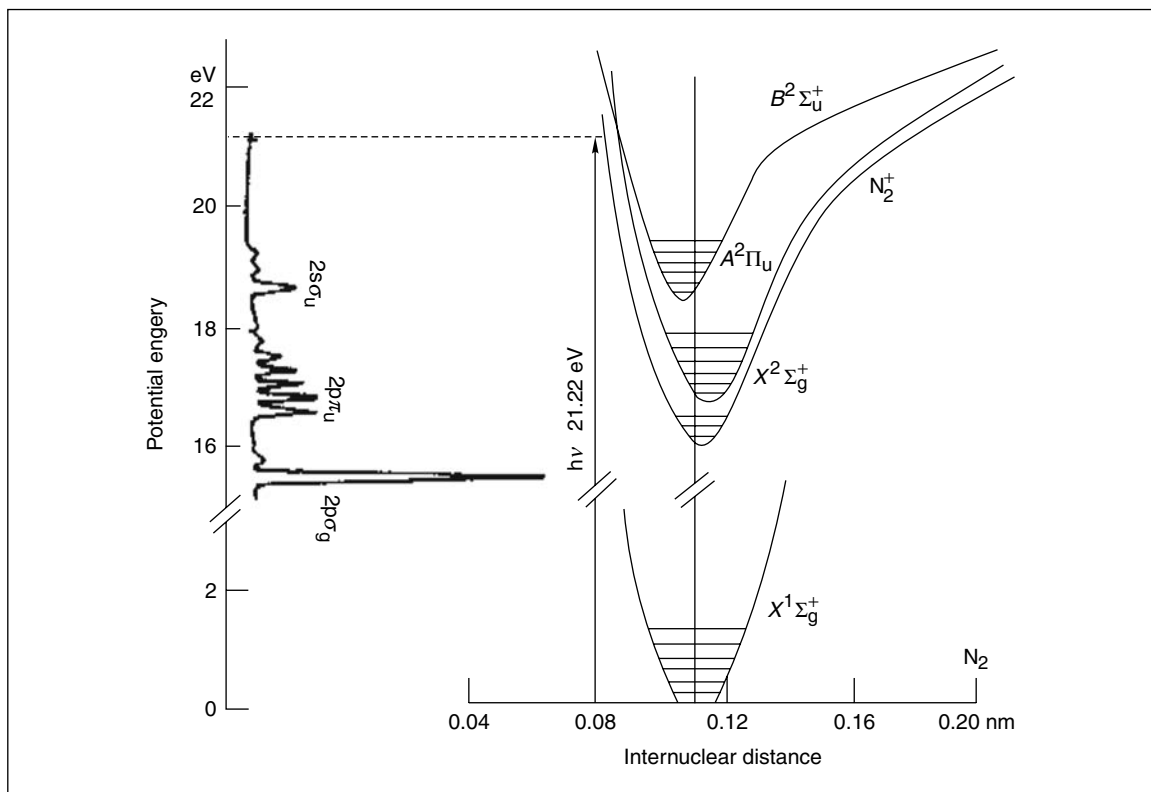 eV
22
20
18
16
2
0
Potential engery
2sσu
2pπu
2pσg
hν 21.22 eV
B²Σu⁺
N₂⁺
A²Πu
X²Σg⁺
X¹Σg⁺
N₂
0.04 0.08 0.12 0.16 0.20 nm
Internuclear distance